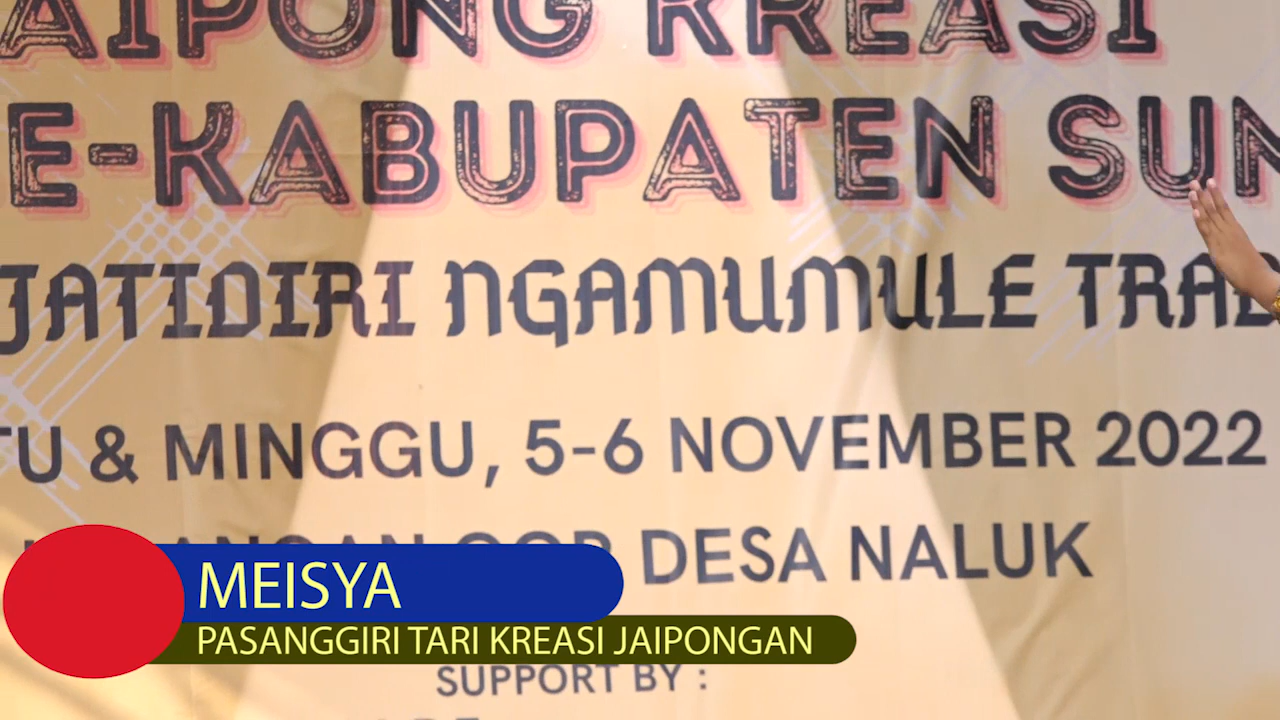 AIPONG KREASI
E-KABUPATEN SUN
JATIDIRI NGAMUMULE TRAD
TU & MINGGU, 5-6 NOVEMBER 2022
DESA NALUK
MEISYA
PASANGGIRI TARI KREASI JAIPONGAN
SUPPORT BY :